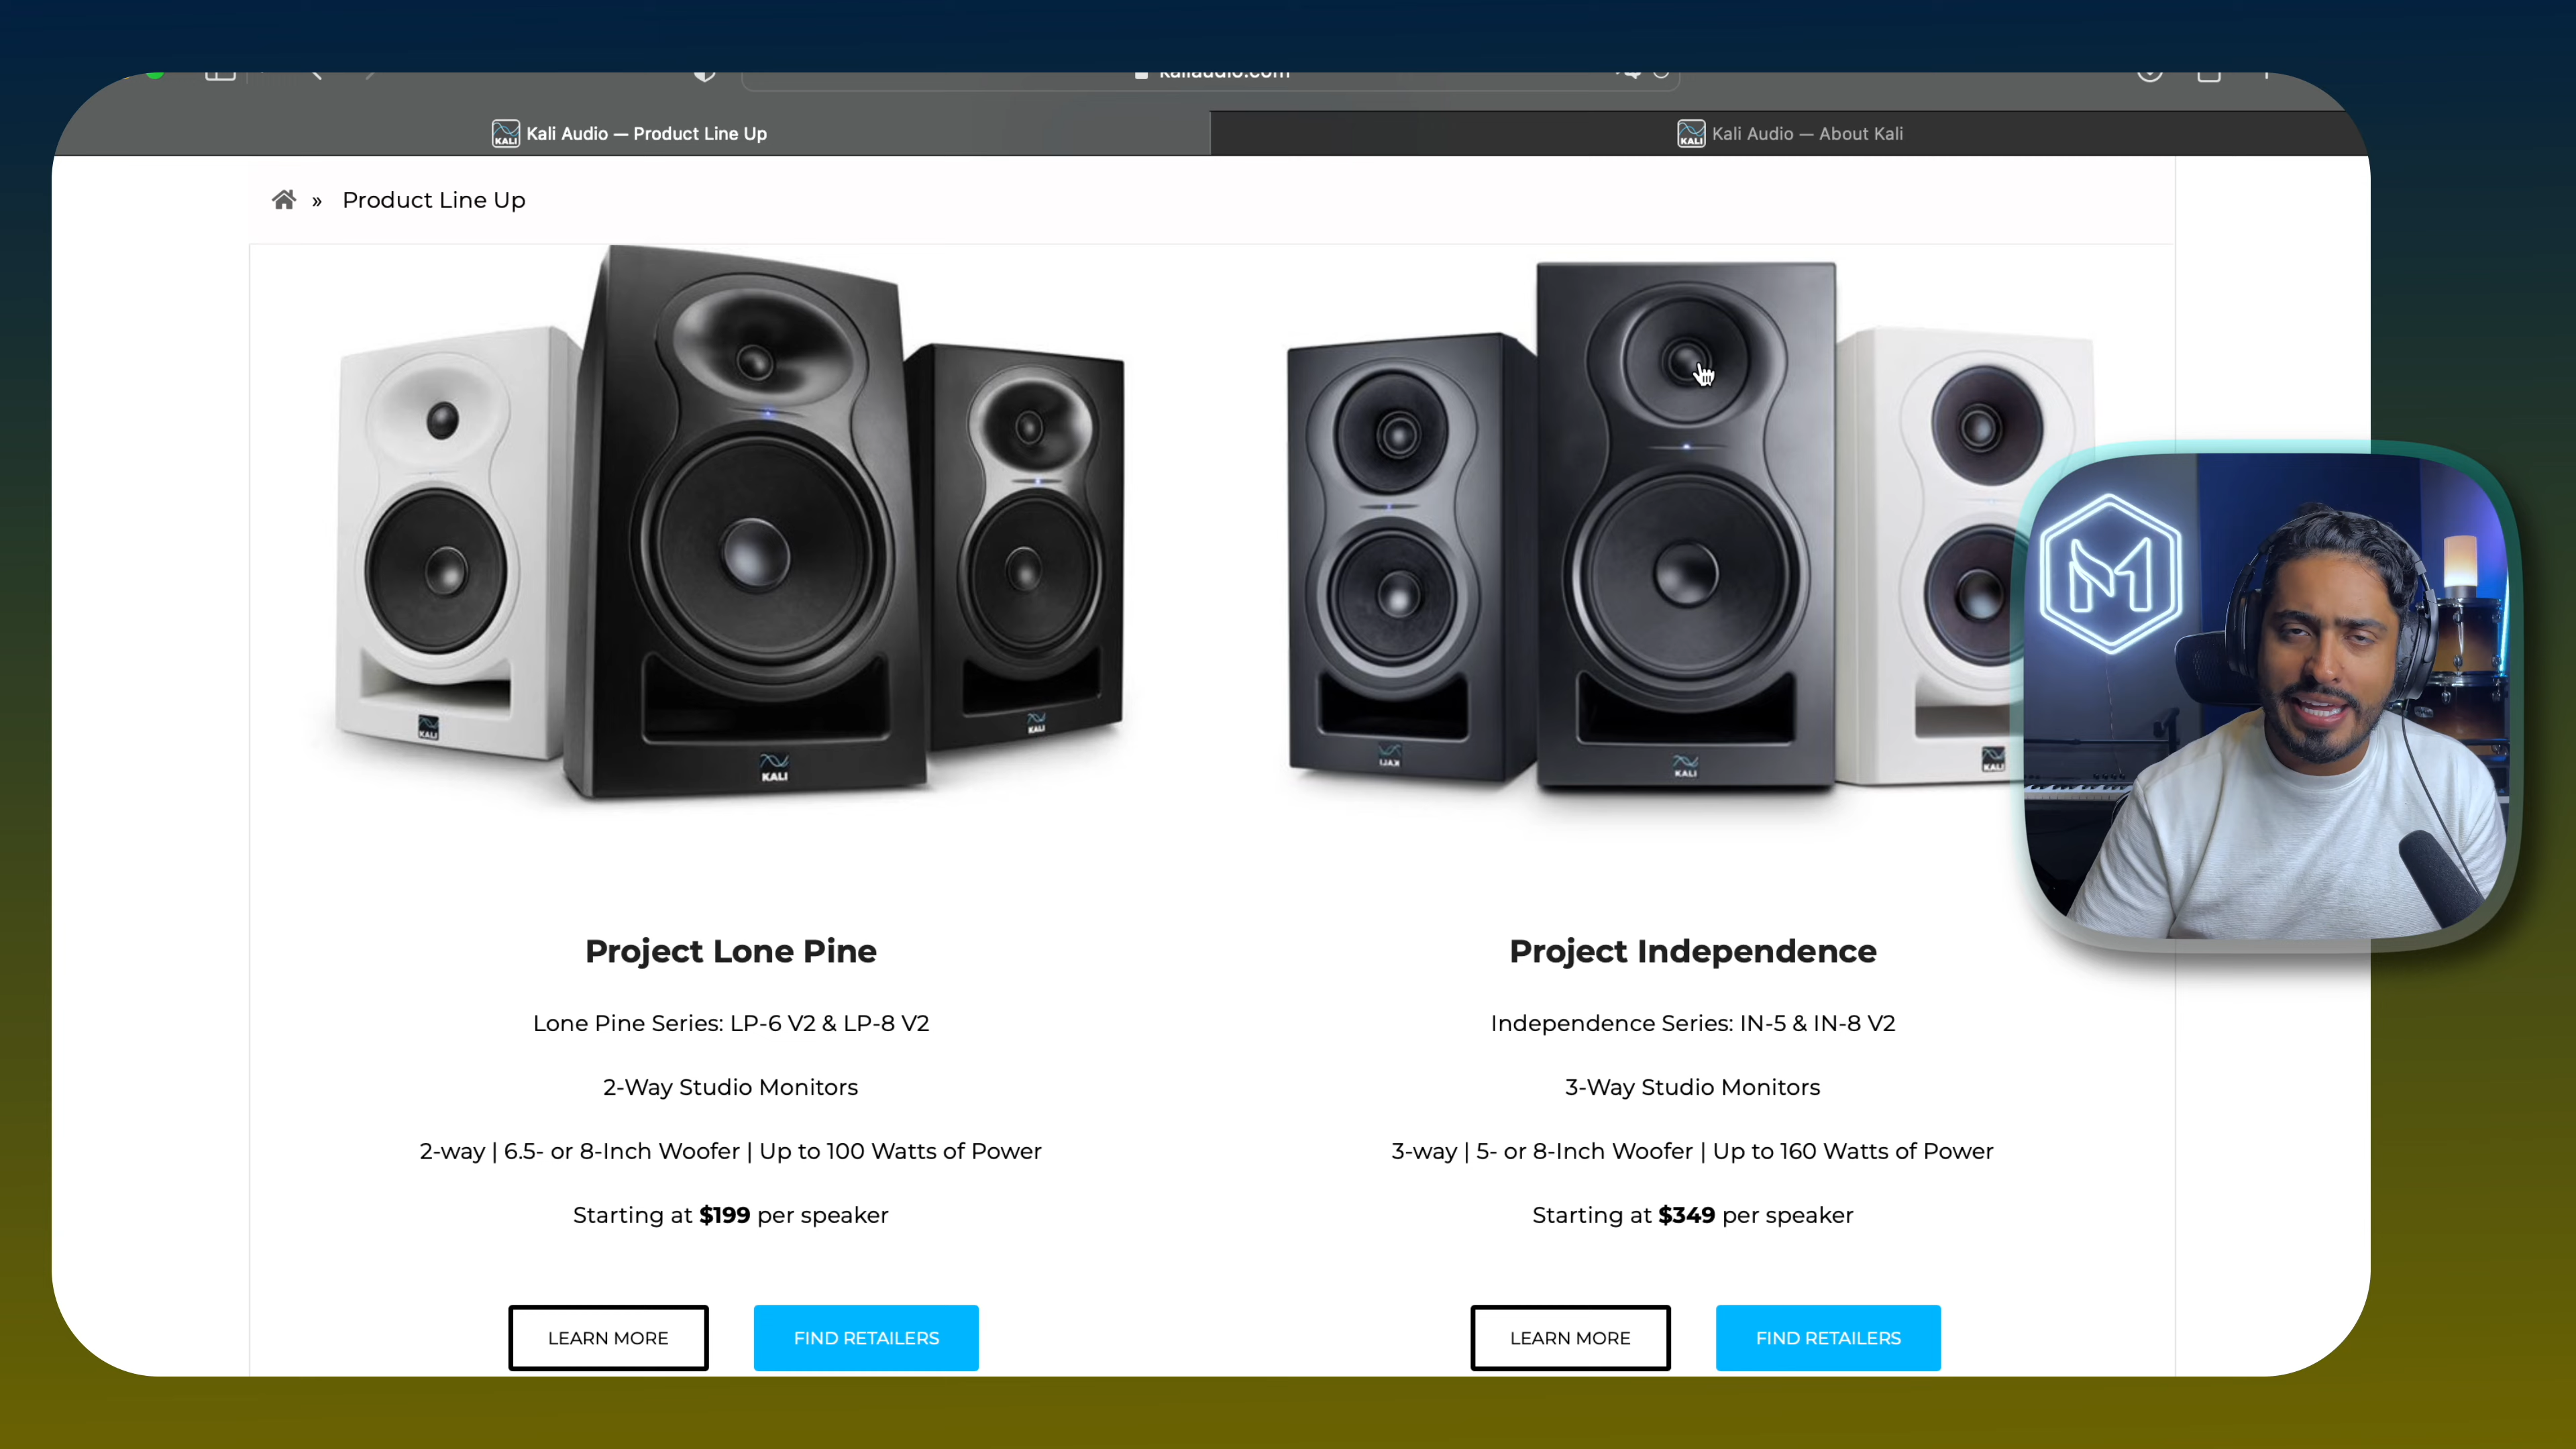 kaliaudio.com
Kali Audio — Product Line Up
Kali Audio — About Kali
» Product Line Up
KALI
KALI
KALI
KALI
KALI
KALI
M
Project Lone Pine
Lone Pine Series: LP-6 V2 & LP-8 V2
2-Way Studio Monitors
2-way | 6.5- or 8-Inch Woofer | Up to 100 Watts of Power
Starting at $199 per speaker
LEARN MORE
FIND RETAILERS
Project Independence
Independence Series: IN-5 & IN-8 V2
3-Way Studio Monitors
3-way | 5- or 8-Inch Woofer | Up to 160 Watts of Power
Starting at $349 per speaker
LEARN MORE
FIND RETAILERS